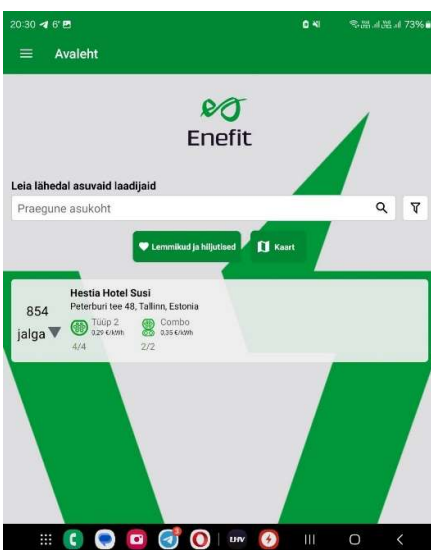 20:30 6°
73%
Avaleht
Enefit
Leia lähedal asuvaid laadijaid
Praegune asukoht
Lemmikud ja hiljutised
Kaart
854
jalga
Hestia Hotel Susi
Peterburi tee 48, Tallinn, Estonia
Tüüp 2
0.29 €/kWh
4/4
Combo
0.35 €/kWh
2/2
LHV